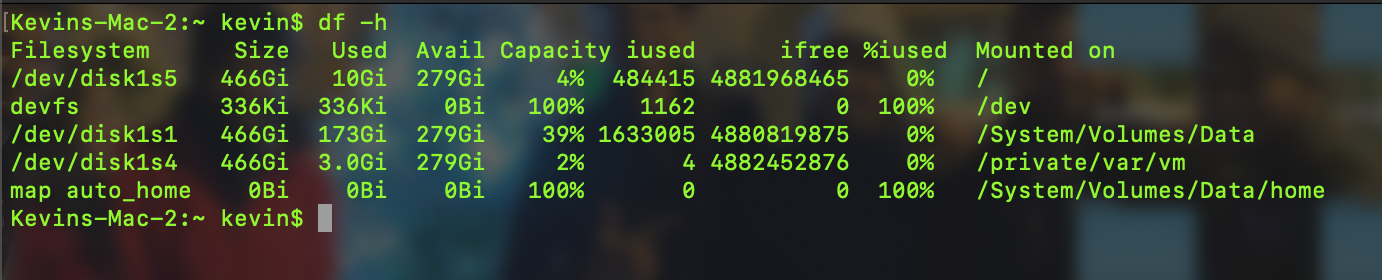 [Kevins-Mac-2:~ kevin$ df -h
Filesystem      Size   Used  Avail Capacity iused      ifree %iused  Mounted on
/dev/disk1s5   466Gi   10Gi  279Gi     4%  484415 4881968465    0%   /
devfs          336Ki  336Ki    0Bi   100%    1162          0  100%   /dev
/dev/disk1s1   466Gi  173Gi  279Gi    39% 1633005 4880819875    0%   /System/Volumes/Data
/dev/disk1s4   466Gi  3.0Gi  279Gi     2%       4 4882452876    0%   /private/var/vm
map auto_home    0Bi    0Bi    0Bi   100%       0          0  100%   /System/Volumes/Data/home
Kevins-Mac-2:~ kevin$